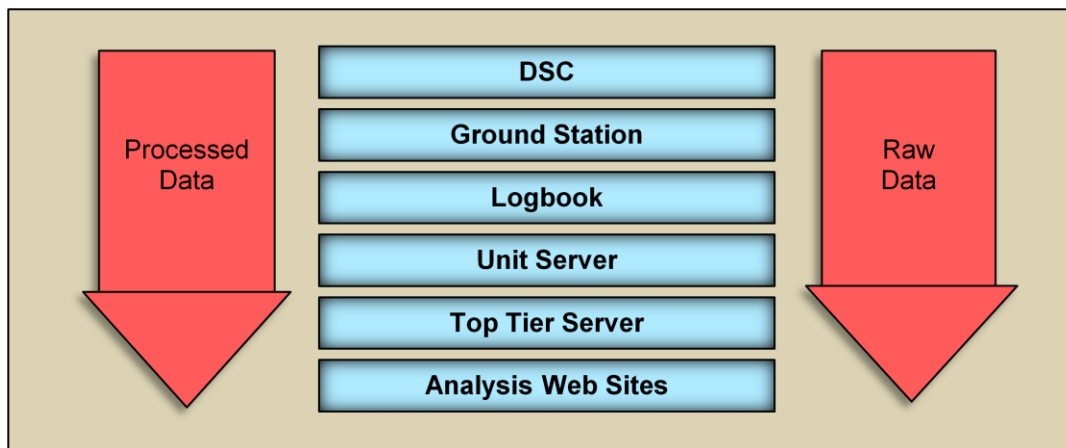 DSC
Ground Station
Logbook
Unit Server
Top Tier Server
Analysis Web Sites
Processed
Data
Raw
Data